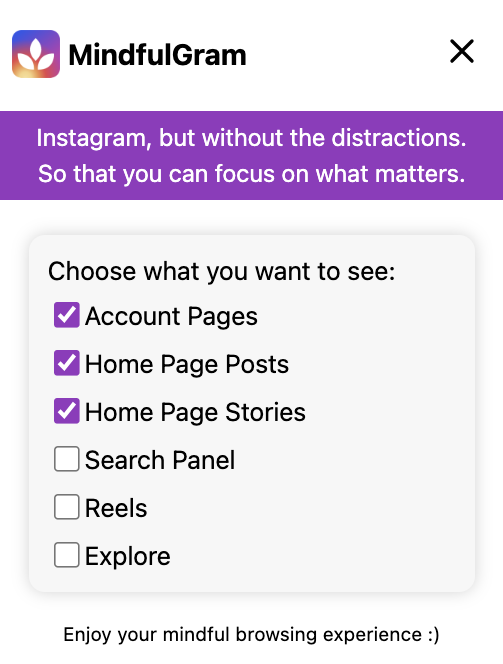 MindfulGram
Instagram, but without the distractions.
So that you can focus on what matters.
Choose what you want to see:
Account Pages
Home Page Posts
Home Page Stories
Search Panel
Reels
Explore
Enjoy your mindful browsing experience :)